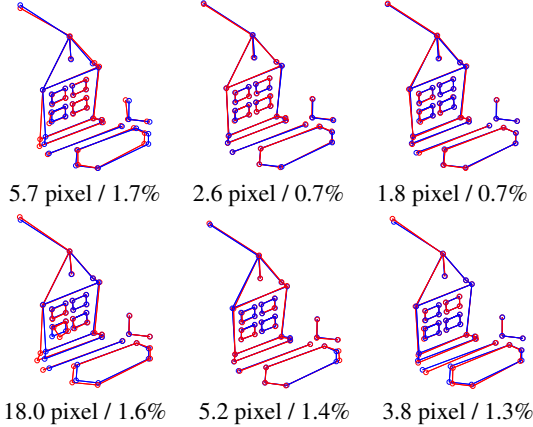 5.7 pixel / 1.7% 2.6 pixel / 0.7% 1.8 pixel / 0.7%
18.0 pixel / 1.6% 5.2 pixel / 1.4% 3.8 pixel / 1.3%